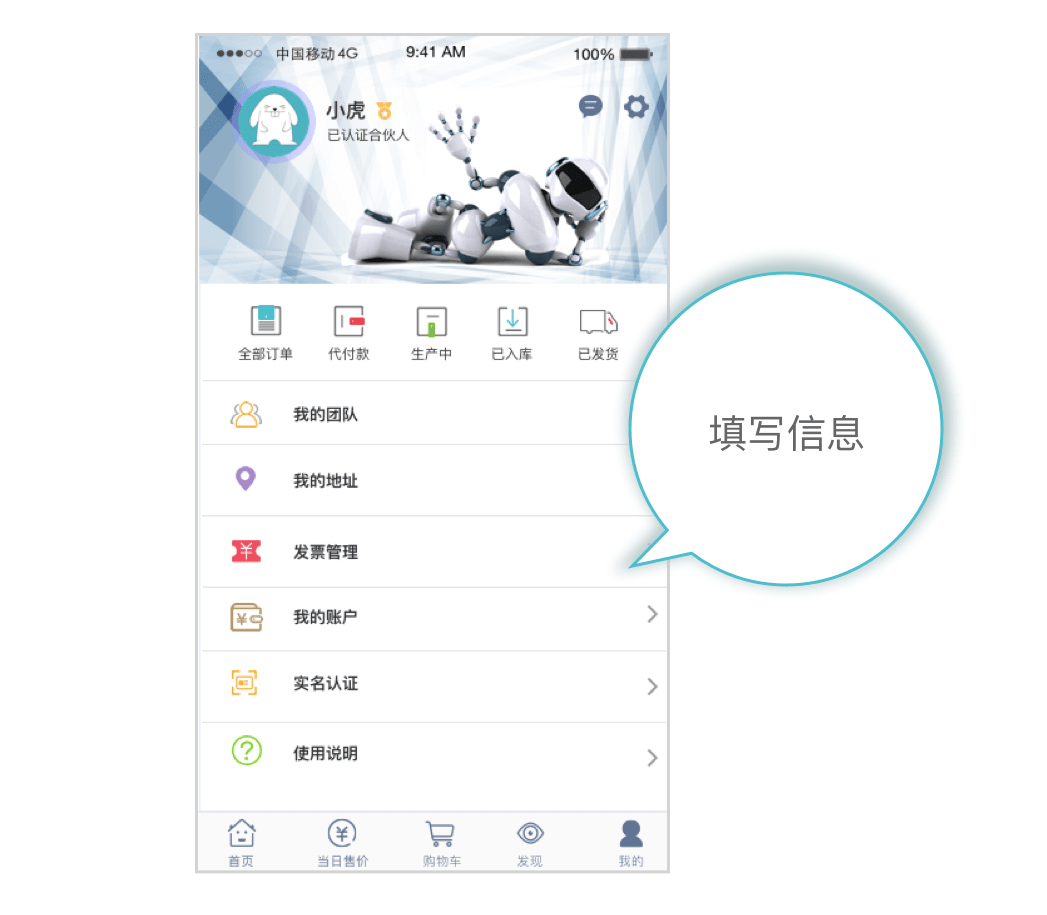 中国移动4G 9:41 AM 100%
小虎
已认证合伙人
全部订单 代付款 生产中 已入库 已发货
我的团队
填写信息
我的地址
发票管理
我的账户
实名认证
使用说明
首页 当日售价 购物车 发现 我的